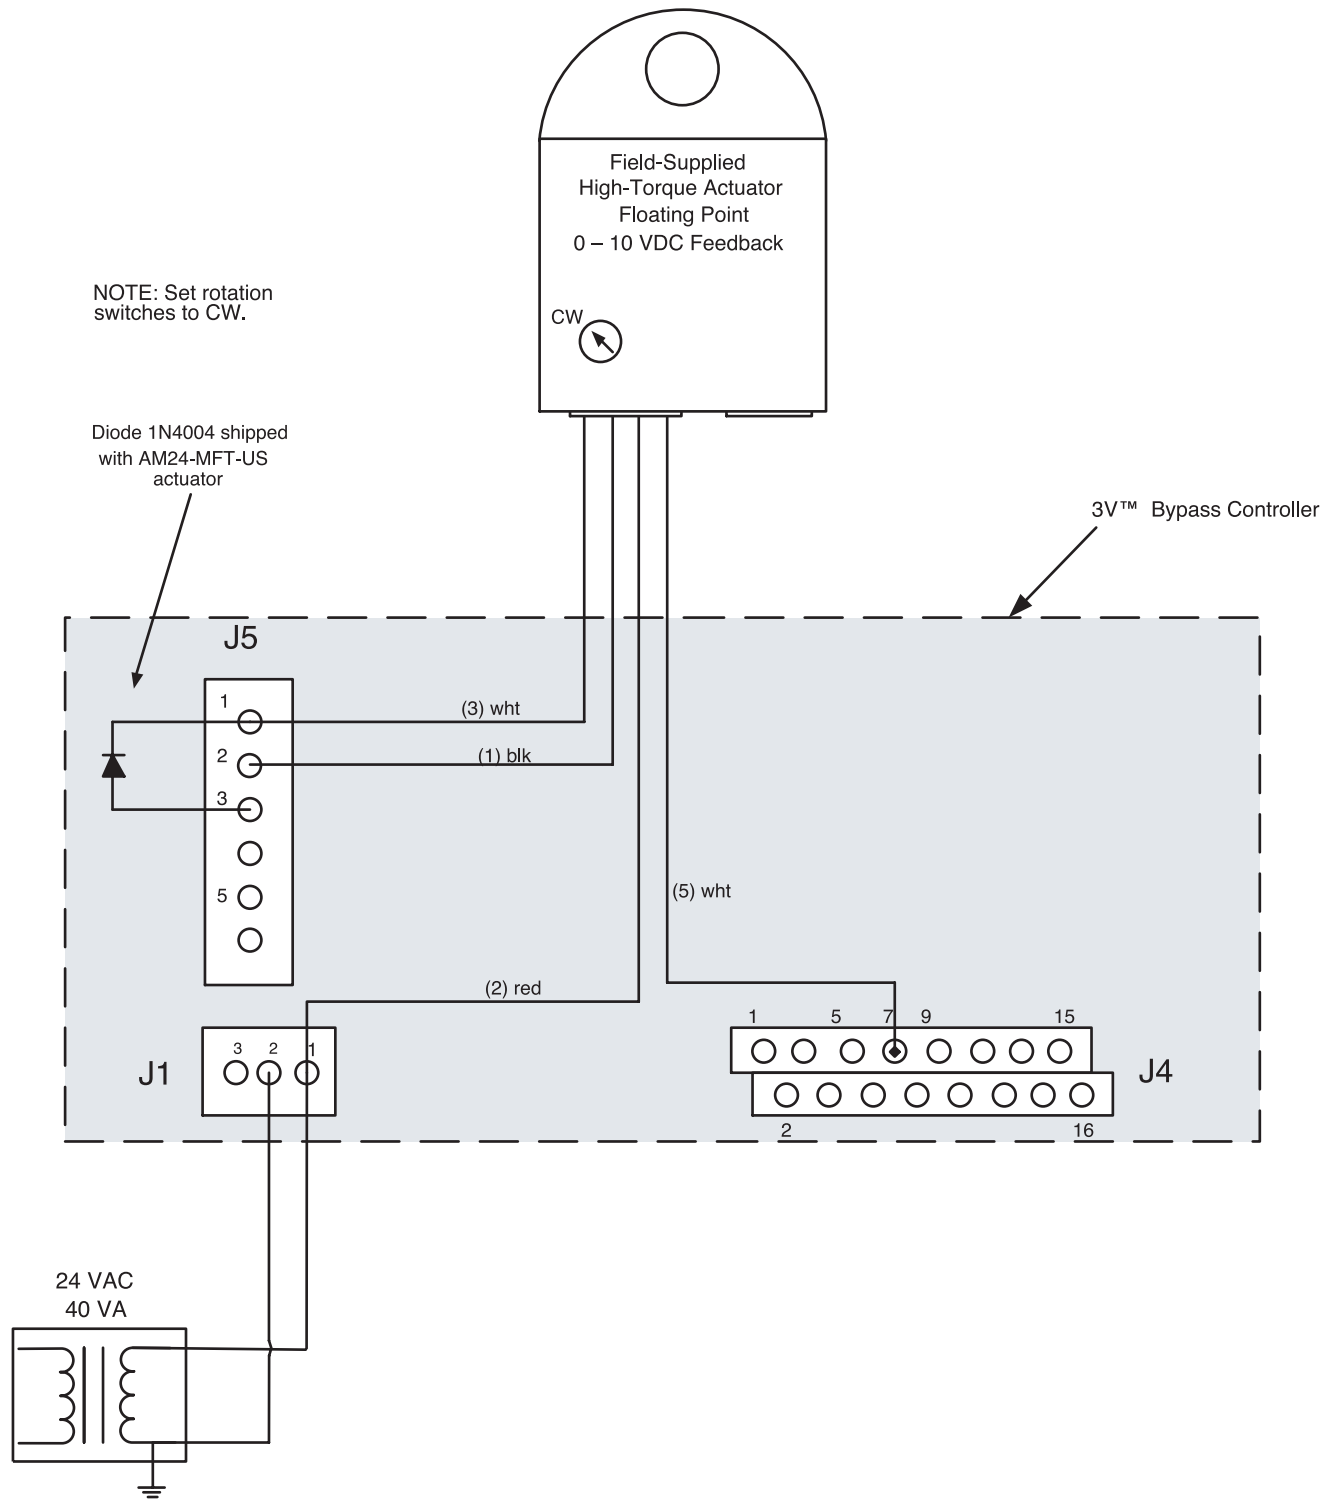 Field-Supplied
High-Torque Actuator
Floating Point
0 – 10 VDC Feedback
NOTE: Set rotation
switches to CW.
CW
Diode 1N4004 shipped
with AM24-MFT-US
actuator
3V™ Bypass Controller
J5
1
(3) wht
2
(1) blk
3
5
(5) wht
(2) red
1
5
7
9
15
3
2
1
J1
J4
2
16
24 VAC
40 VA